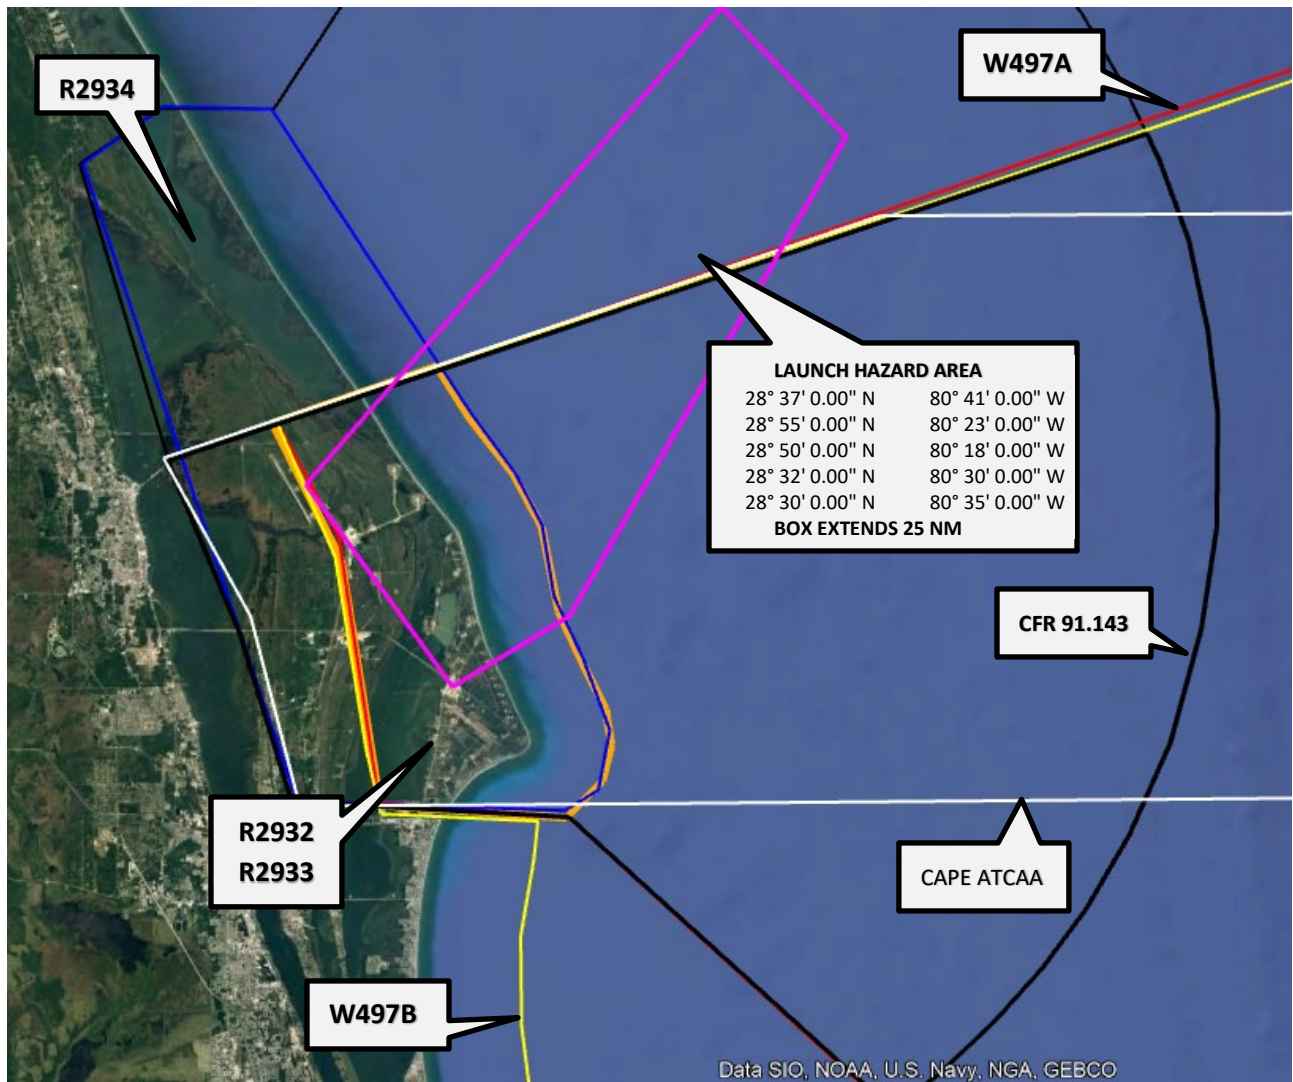 W497A
R2934
LAUNCH HAZARD AREA
28° 37' 0.00" N 80° 41' 0.00" W
28° 55' 0.00" N 80° 23' 0.00" W
28° 50' 0.00" N 80° 18' 0.00" W
28° 32' 0.00" N 80° 30' 0.00" W
28° 30' 0.00" N 80° 35' 0.00" W
BOX EXTENDS 25 NM
CFR 91.143
R2932
R2933
CAPE ATCAA
W497B
Data SIO, NOAA, U.S. Navy, NGA, GEBCO